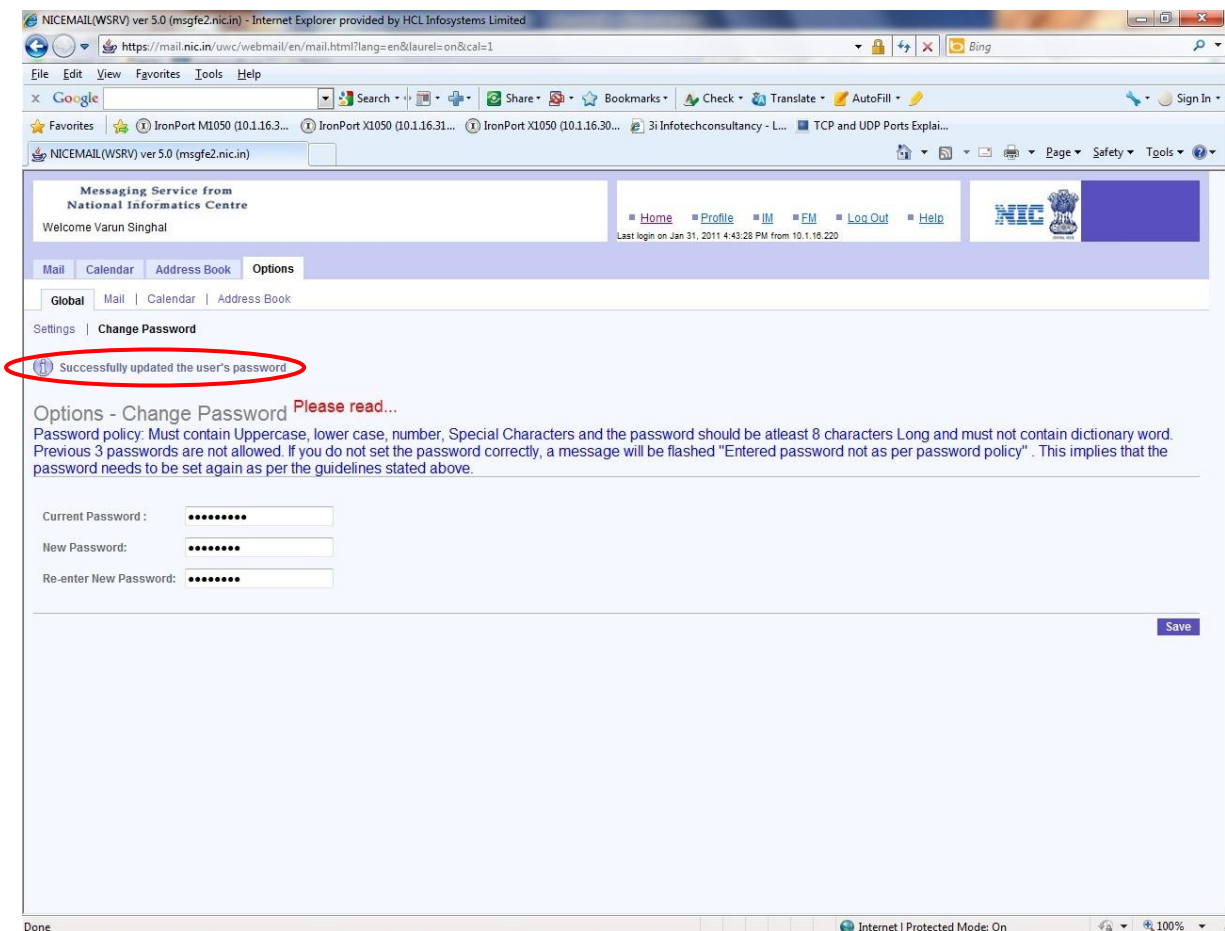 NICEMAIL(WSRV) ver 5.0 (msgfe2.nic.in) - Internet Explorer provided by HCL Infosystems Limited
https://mail.nic.in/uwc/webmail/en/mail.html?lang=en&laurel=on&cal=1
Bing
File Edit View Favorites Tools Help
x Google Search Share Bookmarks Check Translate AutoFill Sign In
Favorites IronPort M1050 (10.1.16.3... IronPort X1050 (10.1.16.31... IronPort X1050 (10.1.16.30... 3i Infotechconsultancy - L... TCP and UDP Ports Explai...
NICEMAIL(WSRV) ver 5.0 (msgfe2.nic.in) Page Safety Tools
Messaging Service from
National Informatics Centre
Welcome Varun Singhal
Home Profile IM FM Log Out Help
Last login on Jan 31, 2011 4:43:28 PM from 10.1.16.220
NIC
Mail Calendar Address Book Options
Global Mail | Calendar | Address Book
Settings | Change Password
Successfully updated the user's password
Options - Change Password Please read...
Password policy: Must contain Uppercase, lower case, number, Special Characters and the password should be atleast 8 characters Long and must not contain dictionary word.
Previous 3 passwords are not allowed. If you do not set the password correctly, a message will be flashed "Entered password not as per password policy" . This implies that the
password needs to be set again as per the guidelines stated above.
Current Password : •••••••••
New Password: ••••••••
Re-enter New Password: ••••••••
Save
Done Internet | Protected Mode: On 100%